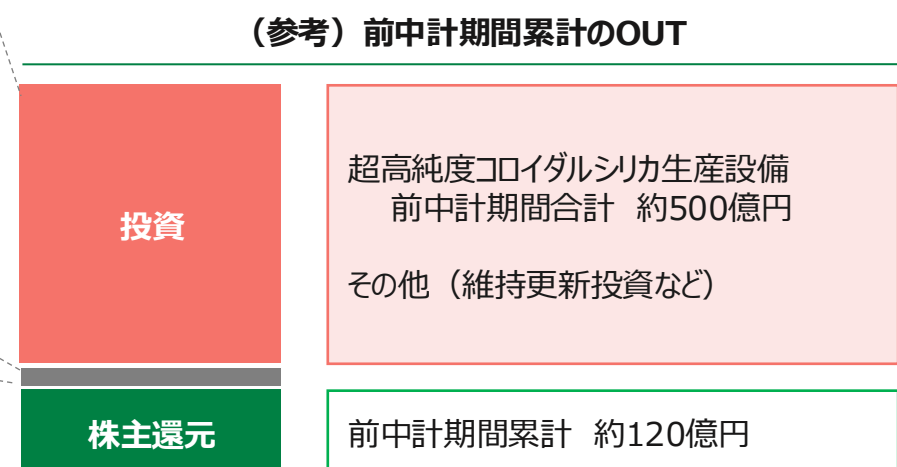 （参考）前中計期間累計のOUT
投資
超高純度コロイダルシリカ生産設備
前中計期間合計 約500億円
その他（維持更新投資など）
株主還元
前中計期間累計 約120億円